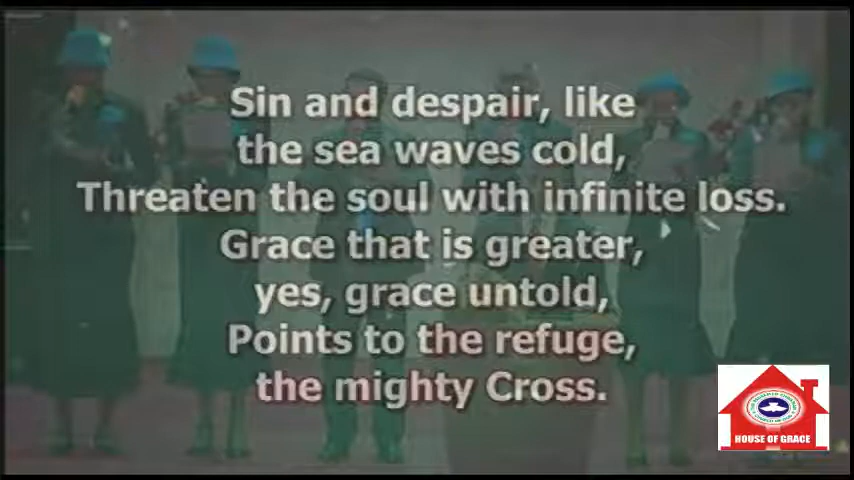 Sin and despair, like
the sea waves cold,
Threaten the soul with infinite loss.
Grace that is greater,
yes, grace untold,
Points to the refuge,
the mighty Cross.
HOUSE OF GRACE